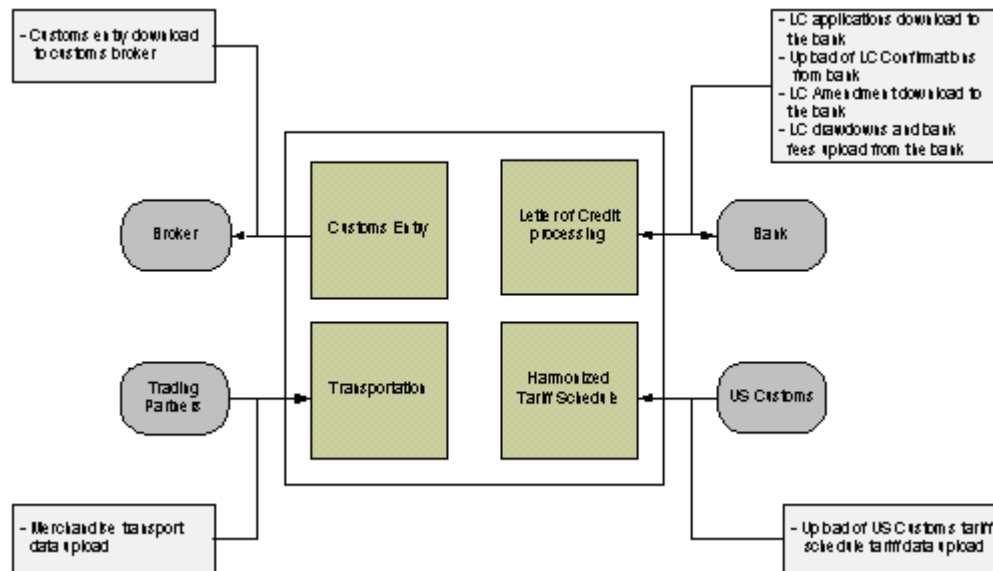 - Customs entry download
to customs broker
- LC applications download to
the bank
- Upload of LC Confirmations
from bank
- LC Amendment download to
the bank
- LC drawdowns and bank
fees upload from the bank
Broker
Customs Entry
Letter of Credit
processing
Bank
Trading
Partners
Transportation
Harmonized
Tariff Schedule
US Customs
- Merchandise transport
data upload
- Upload of US Customs tariff
schedule tariff data upload